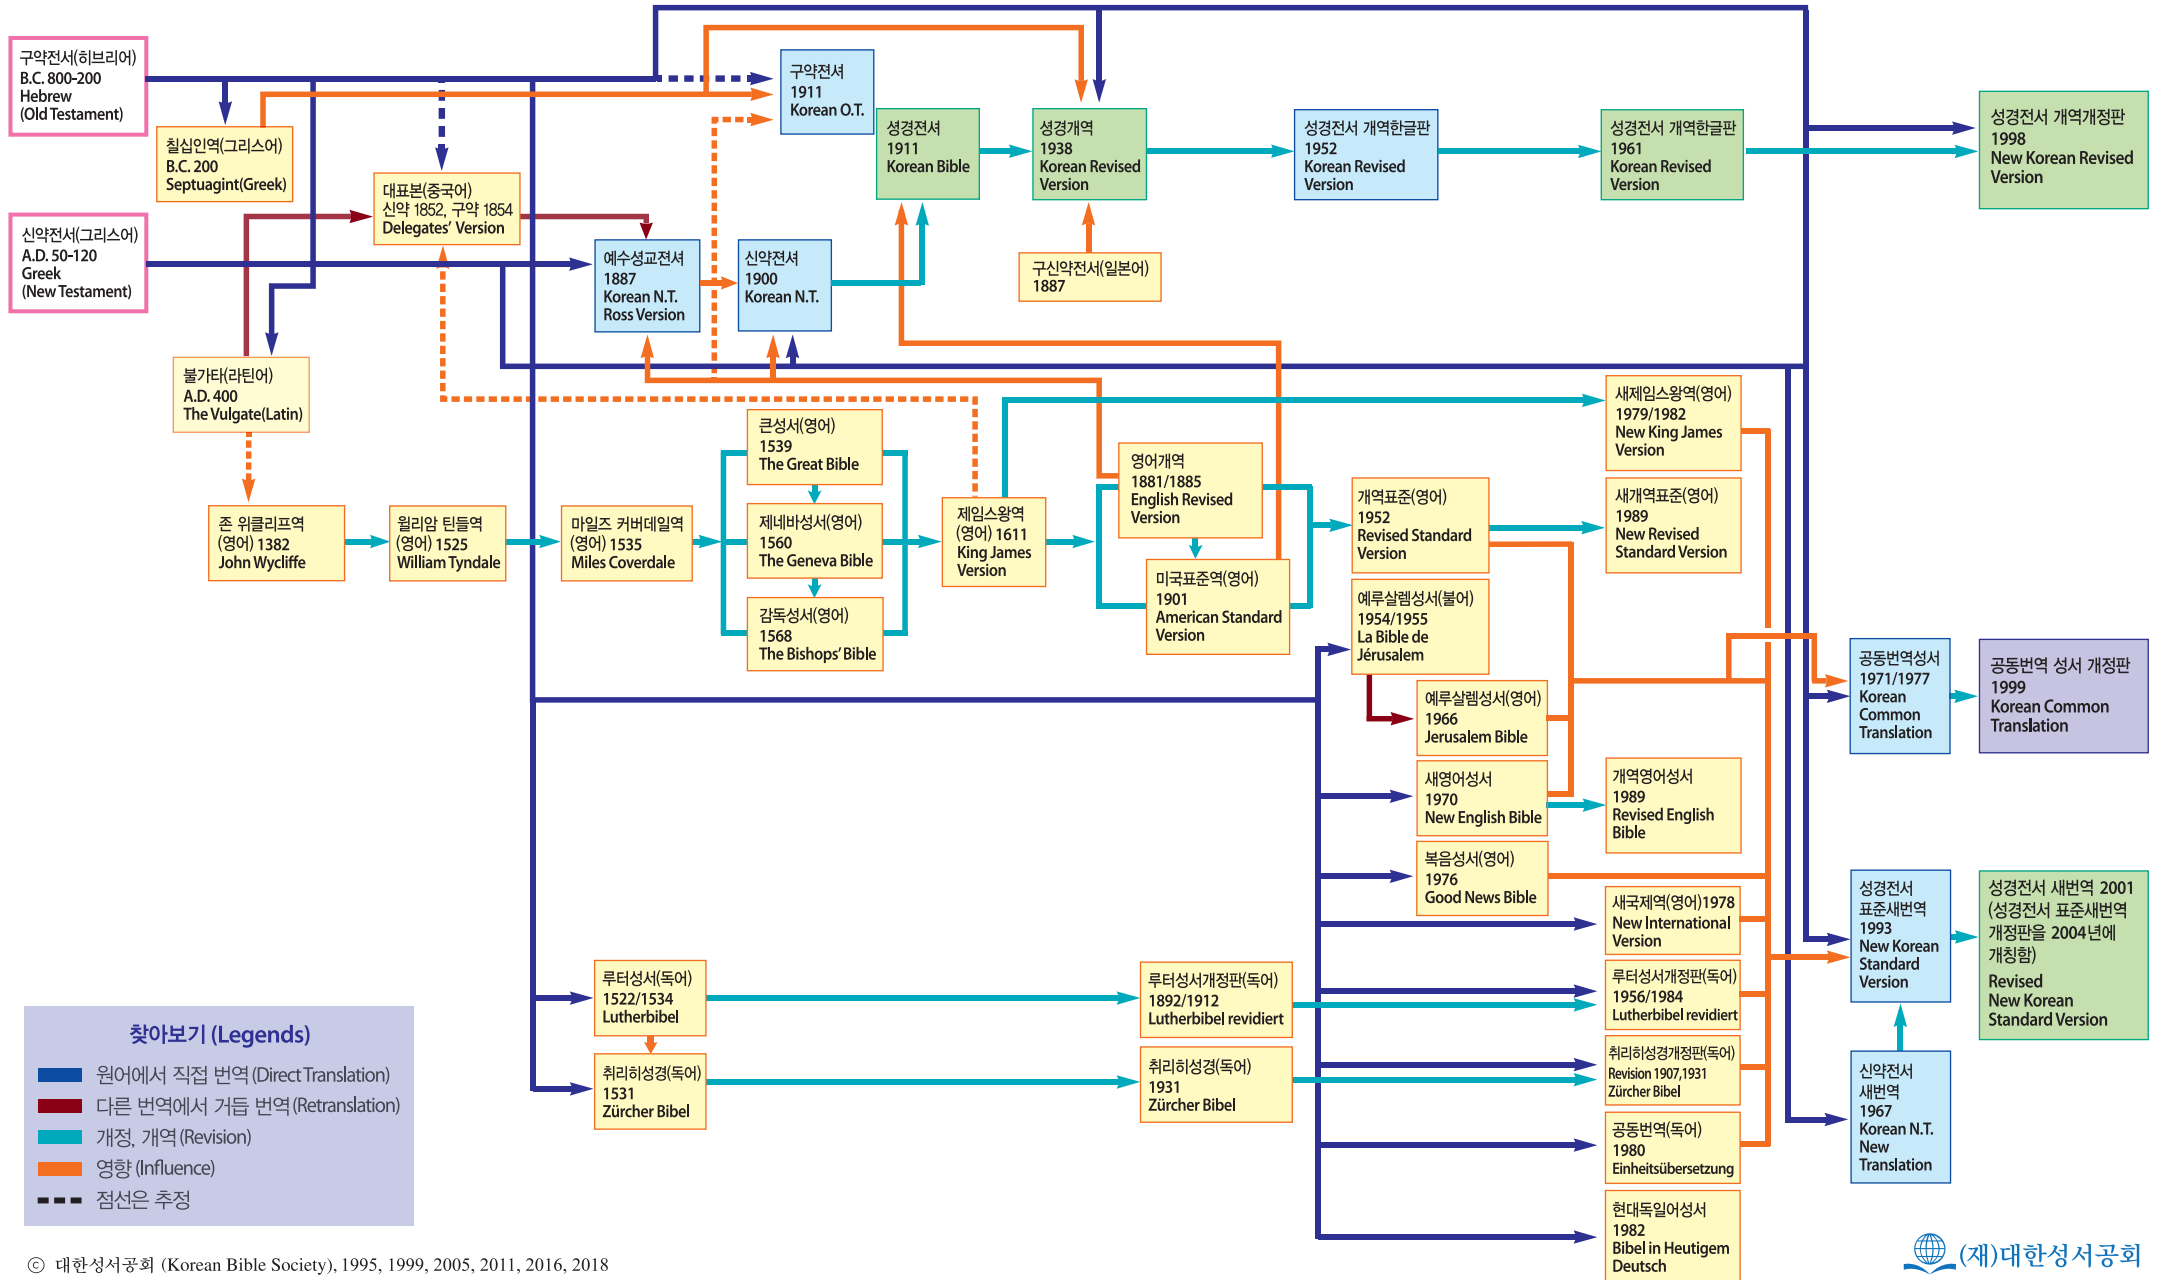 구약전서(히브리어)
B.C. 800-200
Hebrew
(Old Testament)
칠십인역(그리스어)
B.C. 200
Septuagint(Greek)
신약전서(그리스어)
A.D. 50-120
Greek
(New Testament)
대표본(중국어)
신약 1852, 구약 1854
Delegates' Version
불가타(라틴어)
A.D. 400
The Vulgate(Latin)
구약젼셔
1911
Korean O.T.
셩경젼셔
1911
Korean Bible
셩경개역
1938
Korean Revised
Version
성경전서 개역한글판
1952
Korean Revised
Version
성경전서 개역한글판
1961
Korean Revised
Version
성경전서 개역개정판
1998
New Korean Revised
Version
예수셩교젼셔
1887
Korean N.T.
Ross Version
신약젼셔
1900
Korean N.T.
구신약전서(일본어)
1887
존 위클리프역
(영어) 1382
John Wycliffe
윌리암 틴들역
(영어) 1525
William Tyndale
마일즈 커버데일역
(영어) 1535
Miles Coverdale
큰성서(영어)
1539
The Great Bible
제네바성서(영어)
1560
The Geneva Bible
감독성서(영어)
1568
The Bishops' Bible
제임스왕역
(영어) 1611
King James
Version
영어개역
1881/1885
English Revised
Version
미국표준역(영어)
1901
American Standard
Version
개역표준(영어)
1952
Revised Standard
Version
새제임스왕역(영어)
1979/1982
New King James
Version
새개역표준(영어)
1989
New Revised
Standard Version
예루살렘성서(불어)
1954/1955
La Bible de
Jérusalem
예루살렘성서(영어)
1966
Jerusalem Bible
새영어성서
1970
New English Bible
개역영어성서
1989
Revised English
Bible
복음성서(영어)
1976
Good News Bible
새국제역(영어)1978
New International
Version
루터성서(독어)
1522/1534
Lutherbibel
루터성서개정판(독어)
1892/1912
Lutherbibel revidiert
루터성서개정판(독어)
1956/1984
Lutherbibel revidiert
취리히성경(독어)
1531
Zürcher Bibel
취리히성경(독어)
1931
Zürcher Bibel
취리히성경개정판(독어)
Revision 1907,1931
Zürcher Bibel
공동번역(독어)
1980
Einheitsübersetzung
현대독일어성서
1982
Bibel in Heutigem
Deutsch
공동번역성서
1971/1977
Korean
Common
Translation
공동번역 성서 개정판
1999
Korean Common
Translation
성경전서
표준새번역
1993
New Korean
Standard
Version
성경전서 새번역 2001
(성경전서 표준새번역
개정판을 2004년에
개칭함)
Revised
New Korean
Standard Version
신약전서
새번역
1967
Korean N.T.
New
Translation
찾아보기 (Legends)
원어에서 직접 번역 (Direct Translation)
다른 번역에서 거듭 번역 (Retranslation)
개정, 개역 (Revision)
영향 (Influence)
점선은 추정
ⓒ 대한성서공회 (Korean Bible Society), 1995, 1999, 2005, 2011, 2016, 2018
(재)대한성서공회